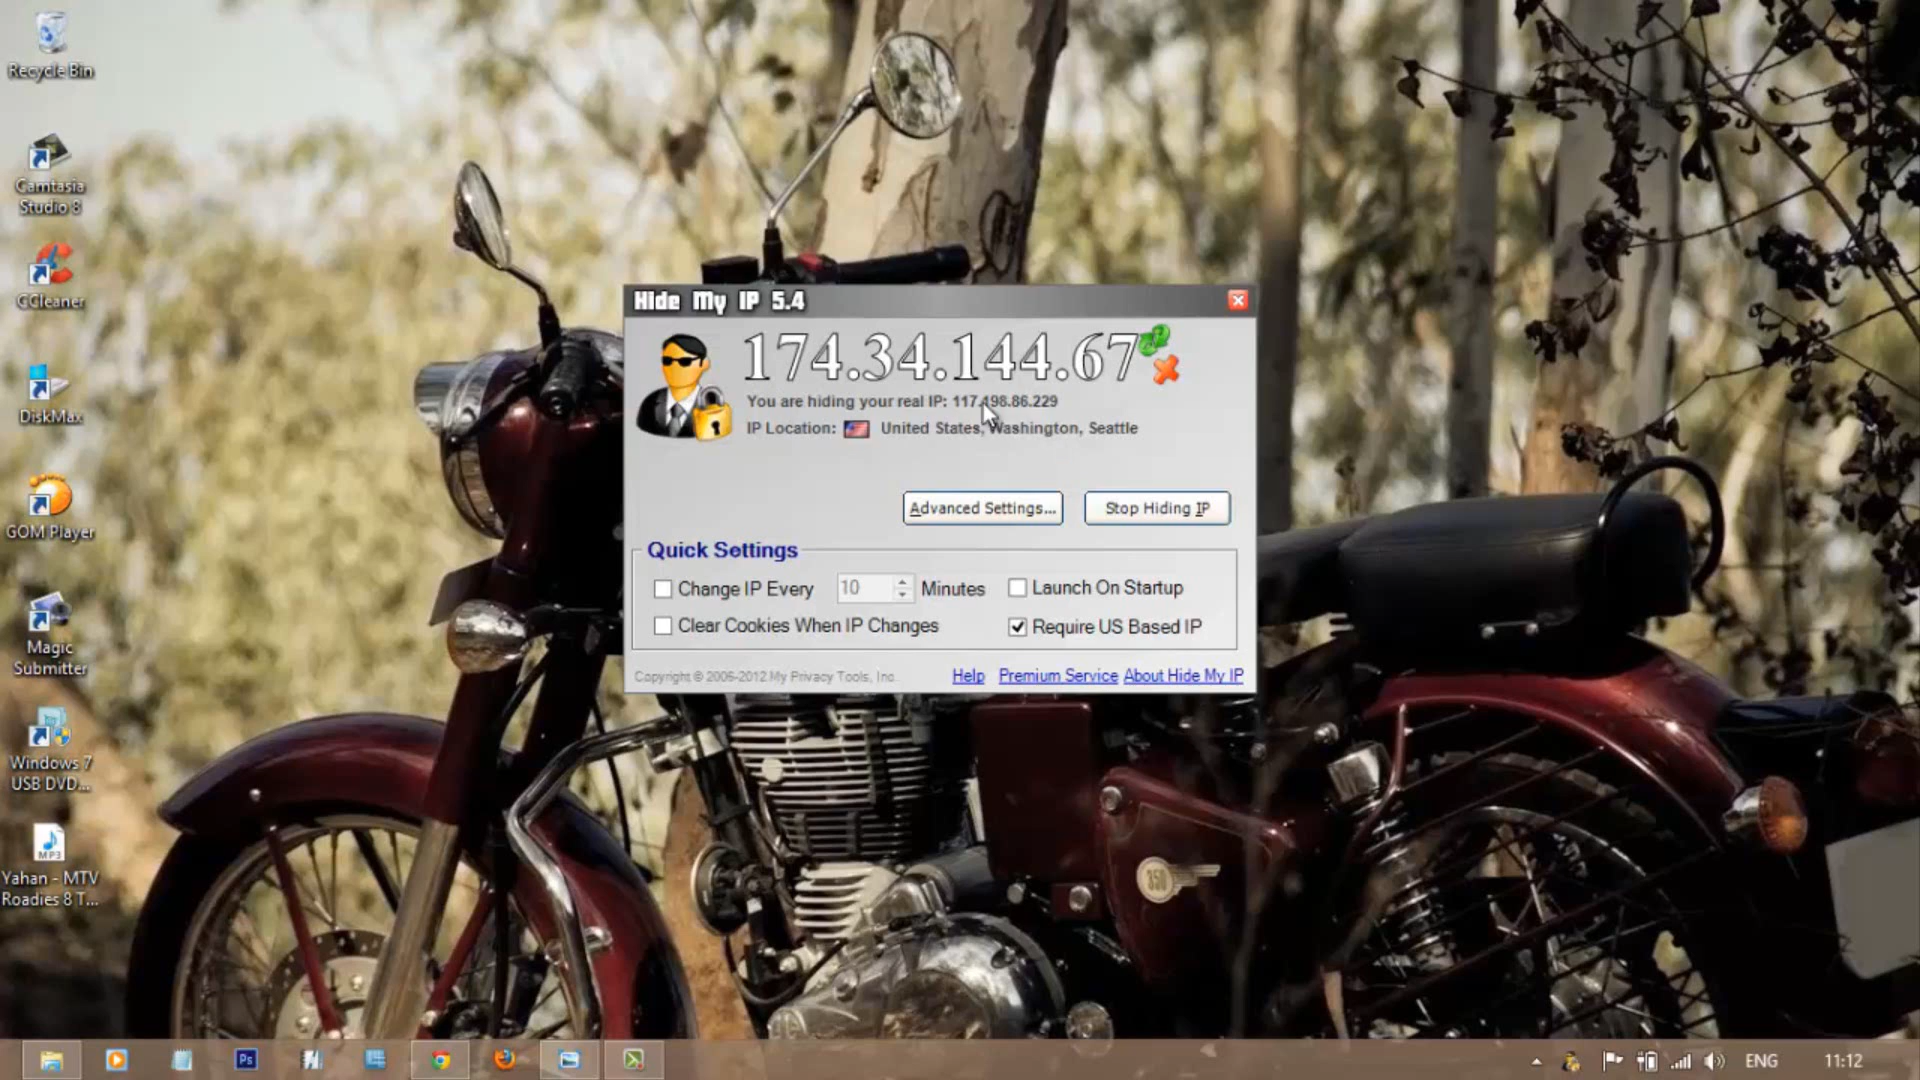 Recycle Bin
Camtasia
Studio 8
CCleaner
DiskMax
GOM Player
Magic
Submitter
Windows 7
USB DVD...
MP3
Yahan - MTV
Roadies 8 T...
Hide My IP 5.4
174.34.144.67
You are hiding your real IP: 117.198.86.229
IP Location: United States, Washington, Seattle
Advanced Settings...
Stop Hiding IP
Quick Settings
Change IP Every 10 Minutes
Launch On Startup
Clear Cookies When IP Changes
Require US Based IP
Copyright © 2006-2012 My Privacy Tools, Inc.
Help Premium Service About Hide My IP
350
Ps
ENG
11:12